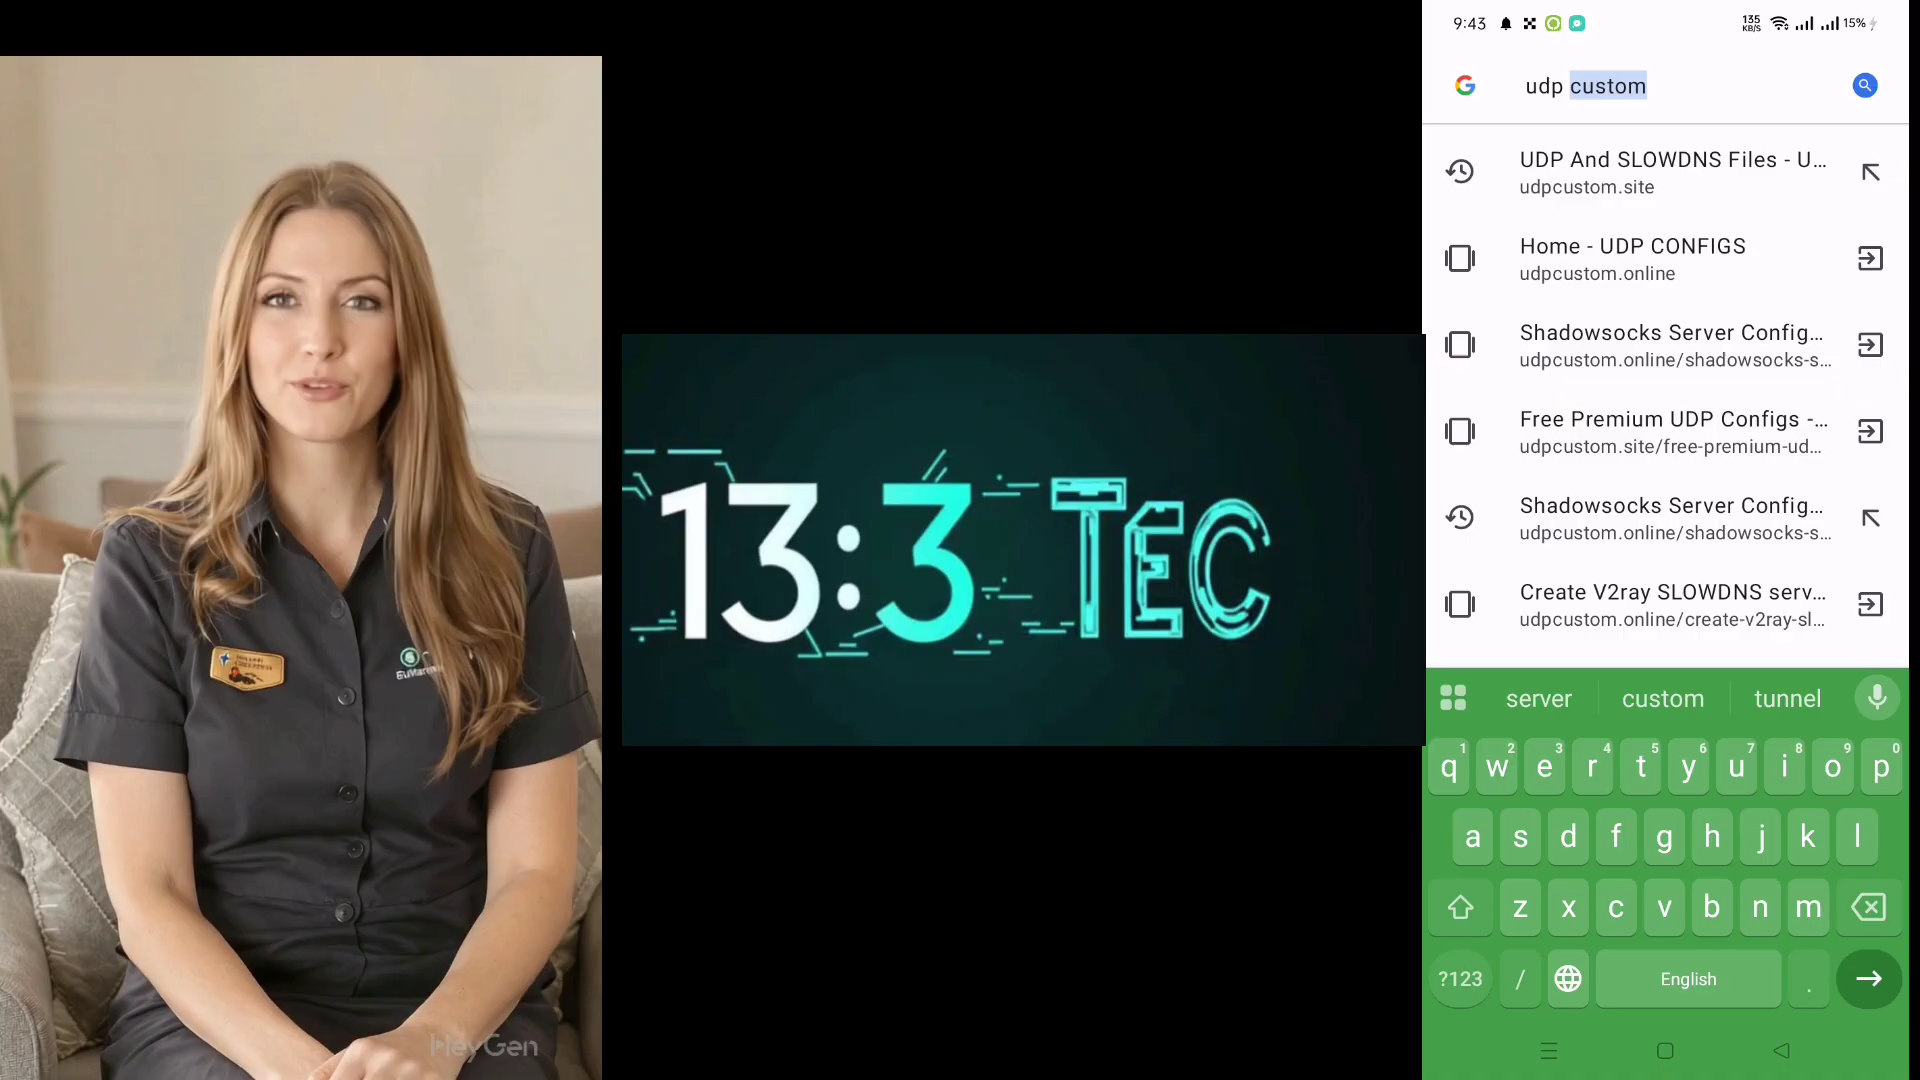 HeyGen
13:3 TEC
9:43
135
KB/S
15%
udp custom
UDP And SLOWDNS Files - U...
udpcustom.site
Home - UDP CONFIGS
udpcustom.online
Shadowsocks Server Config...
udpcustom.online/shadowsocks-s...
Free Premium UDP Configs -...
udpcustom.site/free-premium-ud...
Shadowsocks Server Config...
udpcustom.online/shadowsocks-s...
Create V2ray SLOWDNS serv...
udpcustom.online/create-v2ray-sl...
server custom tunnel
1 2 3 4 5 6 7 8 9 0
q w e r t y u i o p
a s d f g h j k l
z x c v b n m
?123 / English .